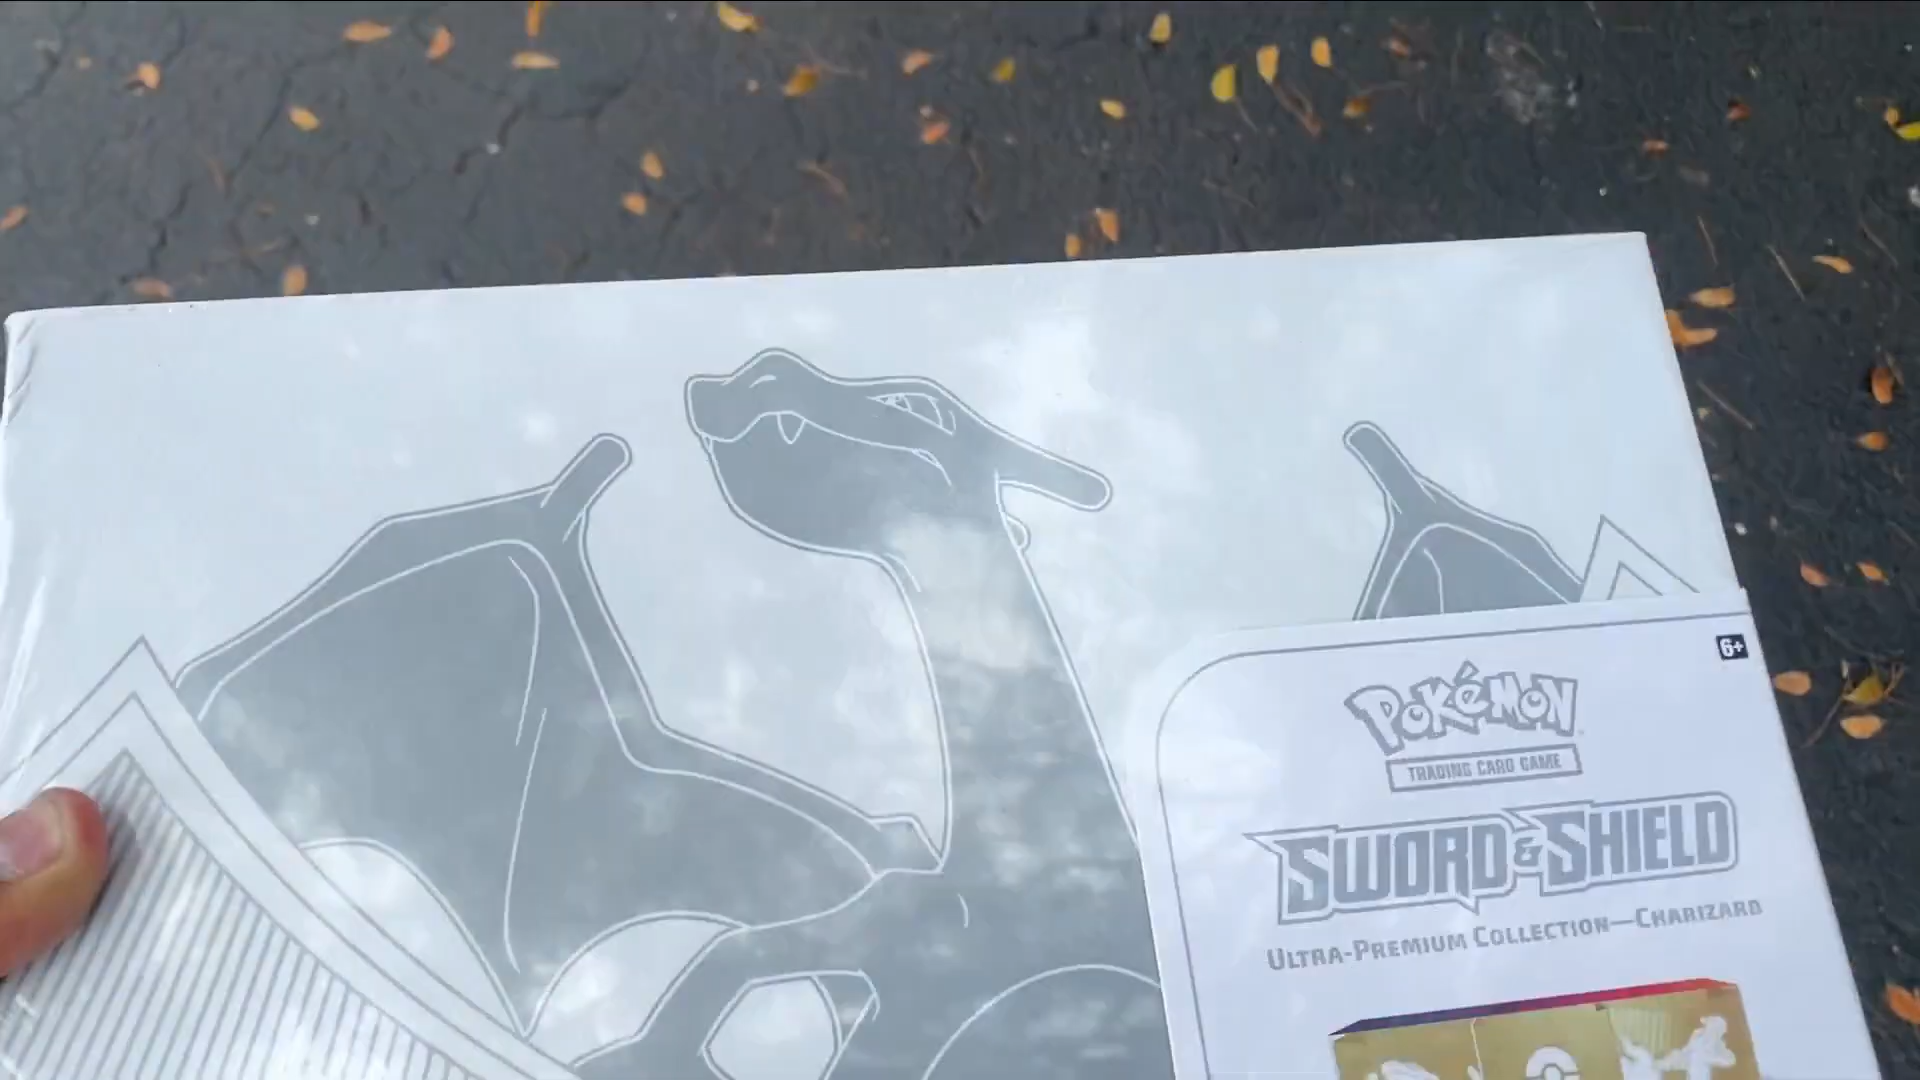 6+
POKéMON
TRADING CARD GAME
SWORD & SHIELD
ULTRA-PREMIUM COLLECTION—CHARIZARD